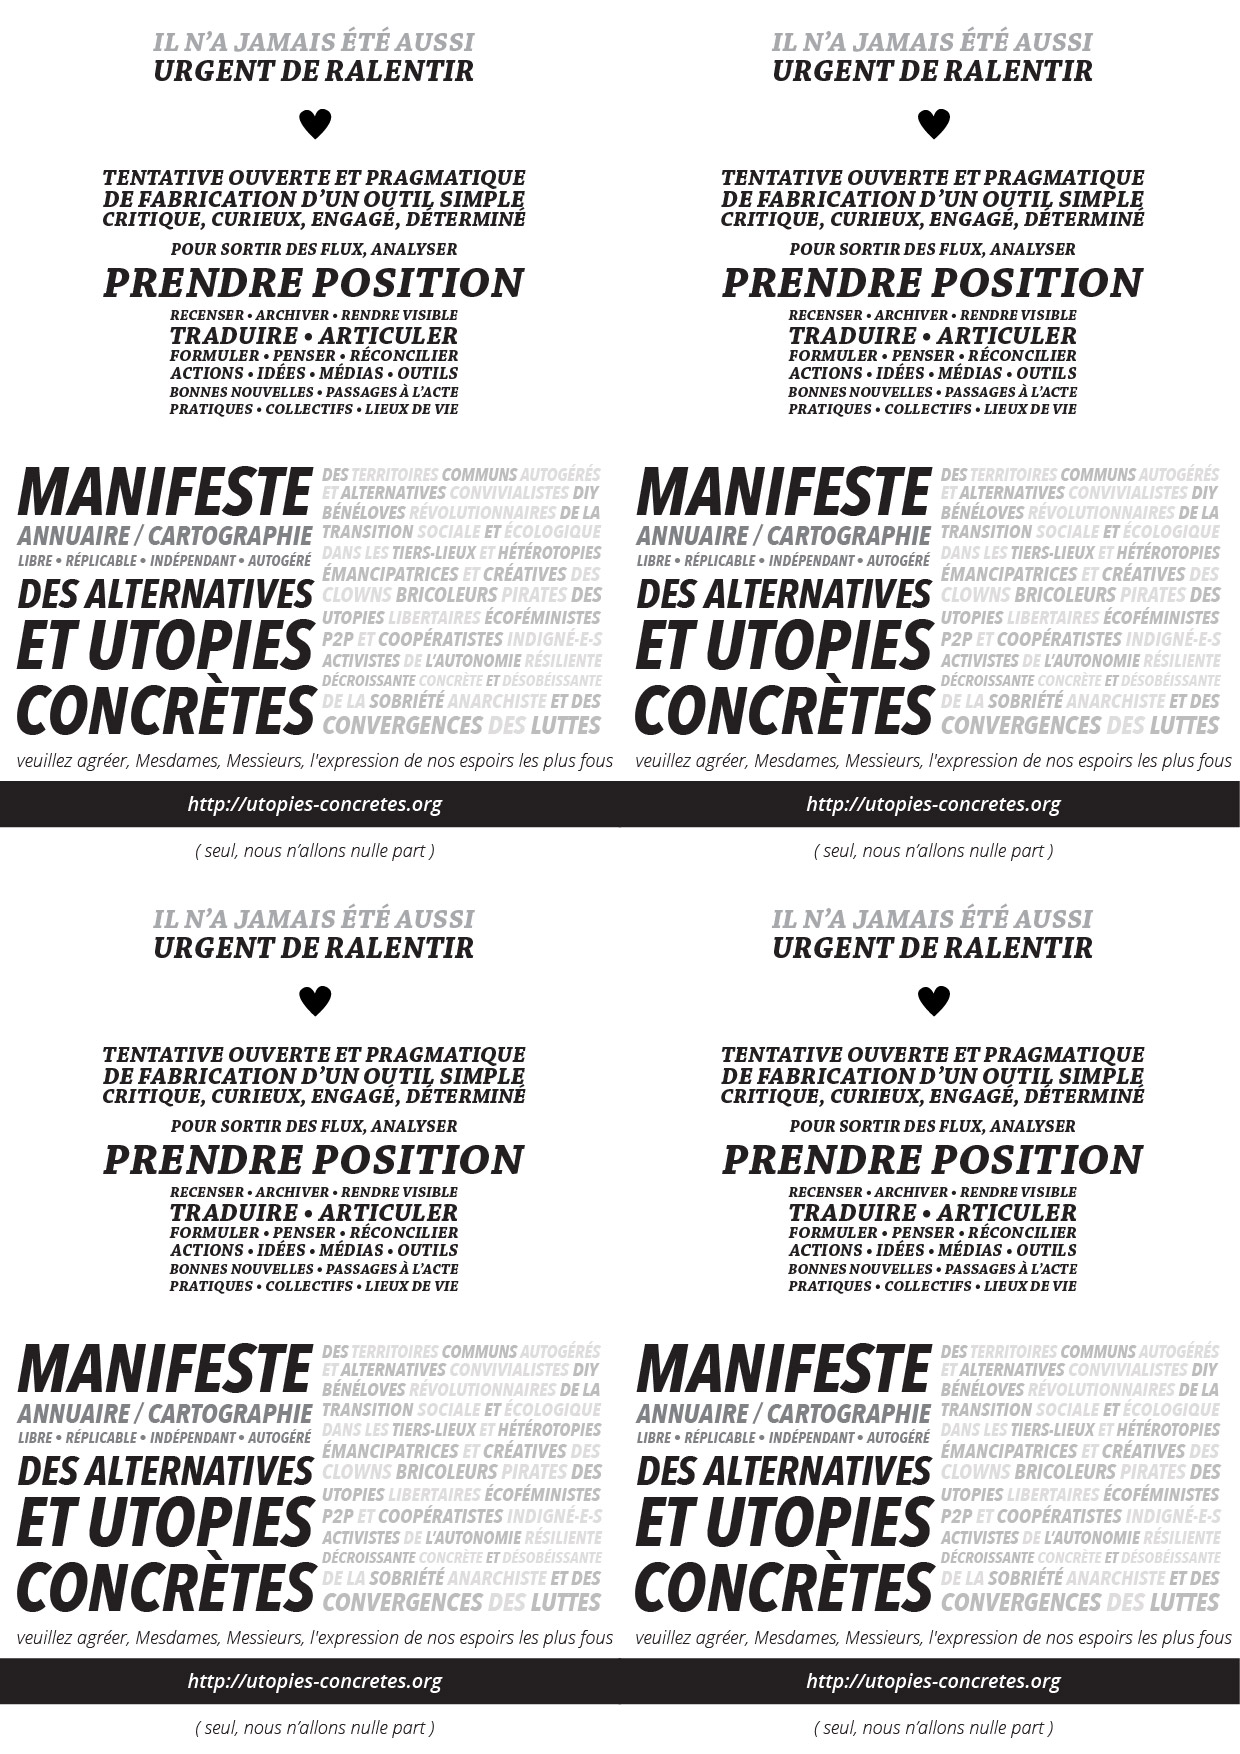 IL N’A JAMAIS ÉTÉ AUSSI
URGENT DE RALENTIR
TENTATIVE OUVERTE ET PRAGMATIQUE
DE FABRICATION D’UN OUTIL SIMPLE
CRITIQUE, CURIEUX, ENGAGÉ, DÉTERMINÉ
POUR SORTIR DES FLUX, ANALYSER
PRENDRE POSITION
RECENSER • ARCHIVER • RENDRE VISIBLE
TRADUIRE • ARTICULER
FORMULER • PENSER • RÉCONCILIER
ACTIONS • IDÉES • MÉDIAS • OUTILS
BONNES NOUVELLES • PASSAGES À L’ACTE
PRATIQUES • COLLECTIFS • LIEUX DE VIE
MANIFESTE
ANNUAIRE / CARTOGRAPHIE
LIBRE • RÉPLICABLE • INDÉPENDANT • AUTOGÉRÉ
DES ALTERNATIVES
ET UTOPIES
CONCRÈTES
DES TERRITOIRES COMMUNS AUTOGÉRÉS
ET ALTERNATIVES CONVIVIALISTES DIY
BÉNÉLOVES RÉVOLUTIONNAIRES DE LA
TRANSITION SOCIALE ET ÉCOLOGIQUE
DANS LES TIERS-LIEUX ET HÉTÉROTOPIES
ÉMANCIPATRICES ET CRÉATIVES DES
CLOWNS BRICOLEURS PIRATES DES
UTOPIES LIBERTAIRES ÉCOFÉMINISTES
P2P ET COOPÉRATISTES INDIGNÉ-E-S
ACTIVISTES DE L’AUTONOMIE RÉSILIENTE
DÉCROISSANTE CONCRÈTE ET DÉSOBÉISSANTE
DE LA SOBRIÉTÉ ANARCHISTE ET DES
CONVERGENCES DES LUTTES
veuillez agréer, Mesdames, Messieurs, l'expression de nos espoirs les plus fous
http://utopies-concretes.org
( seul, nous n’allons nulle part )
IL N’A JAMAIS ÉTÉ AUSSI
URGENT DE RALENTIR
TENTATIVE OUVERTE ET PRAGMATIQUE
DE FABRICATION D’UN OUTIL SIMPLE
CRITIQUE, CURIEUX, ENGAGÉ, DÉTERMINÉ
POUR SORTIR DES FLUX, ANALYSER
PRENDRE POSITION
RECENSER • ARCHIVER • RENDRE VISIBLE
TRADUIRE • ARTICULER
FORMULER • PENSER • RÉCONCILIER
ACTIONS • IDÉES • MÉDIAS • OUTILS
BONNES NOUVELLES • PASSAGES À L’ACTE
PRATIQUES • COLLECTIFS • LIEUX DE VIE
MANIFESTE
ANNUAIRE / CARTOGRAPHIE
LIBRE • RÉPLICABLE • INDÉPENDANT • AUTOGÉRÉ
DES ALTERNATIVES
ET UTOPIES
CONCRÈTES
DES TERRITOIRES COMMUNS AUTOGÉRÉS
ET ALTERNATIVES CONVIVIALISTES DIY
BÉNÉLOVES RÉVOLUTIONNAIRES DE LA
TRANSITION SOCIALE ET ÉCOLOGIQUE
DANS LES TIERS-LIEUX ET HÉTÉROTOPIES
ÉMANCIPATRICES ET CRÉATIVES DES
CLOWNS BRICOLEURS PIRATES DES
UTOPIES LIBERTAIRES ÉCOFÉMINISTES
P2P ET COOPÉRATISTES INDIGNÉ-E-S
ACTIVISTES DE L’AUTONOMIE RÉSILIENTE
DÉCROISSANTE CONCRÈTE ET DÉSOBÉISSANTE
DE LA SOBRIÉTÉ ANARCHISTE ET DES
CONVERGENCES DES LUTTES
veuillez agréer, Mesdames, Messieurs, l'expression de nos espoirs les plus fous
http://utopies-concretes.org
( seul, nous n’allons nulle part )
IL N’A JAMAIS ÉTÉ AUSSI
URGENT DE RALENTIR
TENTATIVE OUVERTE ET PRAGMATIQUE
DE FABRICATION D’UN OUTIL SIMPLE
CRITIQUE, CURIEUX, ENGAGÉ, DÉTERMINÉ
POUR SORTIR DES FLUX, ANALYSER
PRENDRE POSITION
RECENSER • ARCHIVER • RENDRE VISIBLE
TRADUIRE • ARTICULER
FORMULER • PENSER • RÉCONCILIER
ACTIONS • IDÉES • MÉDIAS • OUTILS
BONNES NOUVELLES • PASSAGES À L’ACTE
PRATIQUES • COLLECTIFS • LIEUX DE VIE
MANIFESTE
ANNUAIRE / CARTOGRAPHIE
LIBRE • RÉPLICABLE • INDÉPENDANT • AUTOGÉRÉ
DES ALTERNATIVES
ET UTOPIES
CONCRÈTES
DES TERRITOIRES COMMUNS AUTOGÉRÉS
ET ALTERNATIVES CONVIVIALISTES DIY
BÉNÉLOVES RÉVOLUTIONNAIRES DE LA
TRANSITION SOCIALE ET ÉCOLOGIQUE
DANS LES TIERS-LIEUX ET HÉTÉROTOPIES
ÉMANCIPATRICES ET CRÉATIVES DES
CLOWNS BRICOLEURS PIRATES DES
UTOPIES LIBERTAIRES ÉCOFÉMINISTES
P2P ET COOPÉRATISTES INDIGNÉ-E-S
ACTIVISTES DE L’AUTONOMIE RÉSILIENTE
DÉCROISSANTE CONCRÈTE ET DÉSOBÉISSANTE
DE LA SOBRIÉTÉ ANARCHISTE ET DES
CONVERGENCES DES LUTTES
veuillez agréer, Mesdames, Messieurs, l'expression de nos espoirs les plus fous
http://utopies-concretes.org
( seul, nous n’allons nulle part )
IL N’A JAMAIS ÉTÉ AUSSI
URGENT DE RALENTIR
TENTATIVE OUVERTE ET PRAGMATIQUE
DE FABRICATION D’UN OUTIL SIMPLE
CRITIQUE, CURIEUX, ENGAGÉ, DÉTERMINÉ
POUR SORTIR DES FLUX, ANALYSER
PRENDRE POSITION
RECENSER • ARCHIVER • RENDRE VISIBLE
TRADUIRE • ARTICULER
FORMULER • PENSER • RÉCONCILIER
ACTIONS • IDÉES • MÉDIAS • OUTILS
BONNES NOUVELLES • PASSAGES À L’ACTE
PRATIQUES • COLLECTIFS • LIEUX DE VIE
MANIFESTE
ANNUAIRE / CARTOGRAPHIE
LIBRE • RÉPLICABLE • INDÉPENDANT • AUTOGÉRÉ
DES ALTERNATIVES
ET UTOPIES
CONCRÈTES
DES TERRITOIRES COMMUNS AUTOGÉRÉS
ET ALTERNATIVES CONVIVIALISTES DIY
BÉNÉLOVES RÉVOLUTIONNAIRES DE LA
TRANSITION SOCIALE ET ÉCOLOGIQUE
DANS LES TIERS-LIEUX ET HÉTÉROTOPIES
ÉMANCIPATRICES ET CRÉATIVES DES
CLOWNS BRICOLEURS PIRATES DES
UTOPIES LIBERTAIRES ÉCOFÉMINISTES
P2P ET COOPÉRATISTES INDIGNÉ-E-S
ACTIVISTES DE L’AUTONOMIE RÉSILIENTE
DÉCROISSANTE CONCRÈTE ET DÉSOBÉISSANTE
DE LA SOBRIÉTÉ ANARCHISTE ET DES
CONVERGENCES DES LUTTES
veuillez agréer, Mesdames, Messieurs, l'expression de nos espoirs les plus fous
http://utopies-concretes.org
( seul, nous n’allons nulle part )